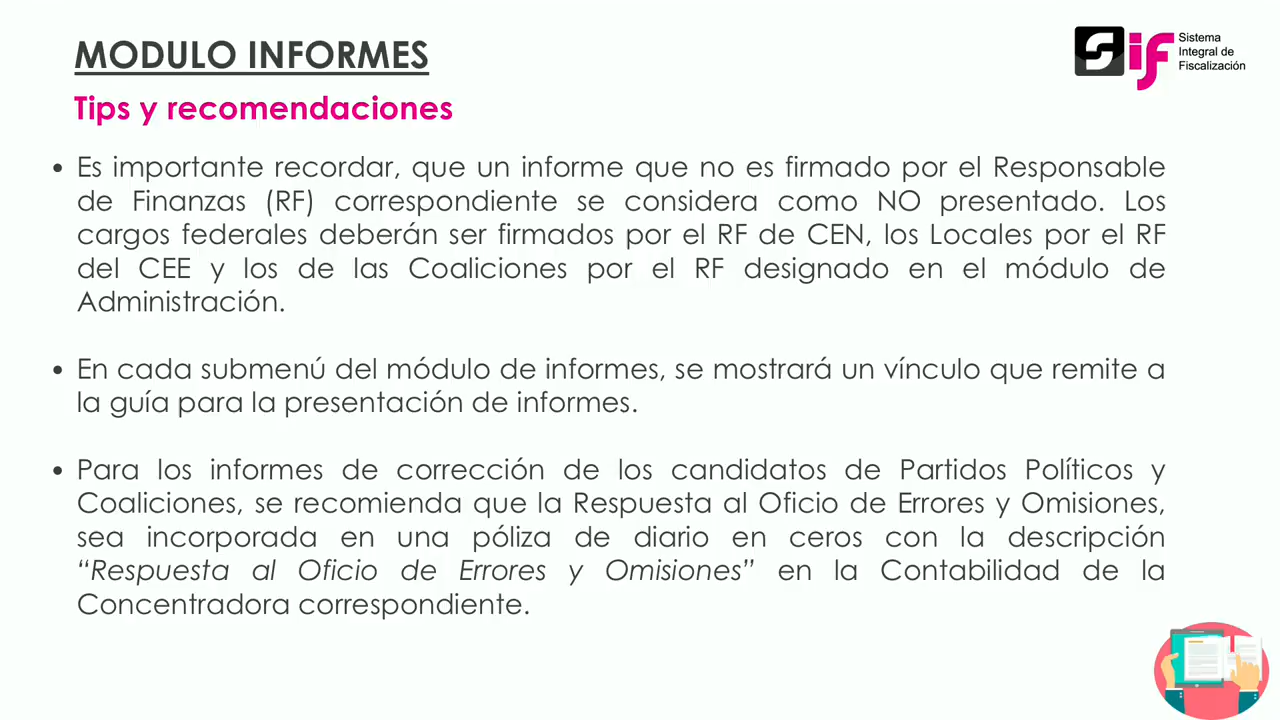 MODULO INFORMES
Sistema
Integral de
Fiscalización
Tips y recomendaciones
• Es importante recordar, que un informe que no es firmado por el Responsable
de Finanzas (RF) correspondiente se considera como NO presentado. Los
cargos federales deberán ser firmados por el RF de CEN, los Locales por el RF
del CEE y los de las Coaliciones por el RF designado en el módulo de
Administración.
• En cada submenú del módulo de informes, se mostrará un vínculo que remite a
la guía para la presentación de informes.
• Para los informes de corrección de los candidatos de Partidos Políticos y
Coaliciones, se recomienda que la Respuesta al Oficio de Errores y Omisiones,
sea incorporada en una póliza de diario en ceros con la descripción
“Respuesta al Oficio de Errores y Omisiones” en la Contabilidad de la
Concentradora correspondiente.